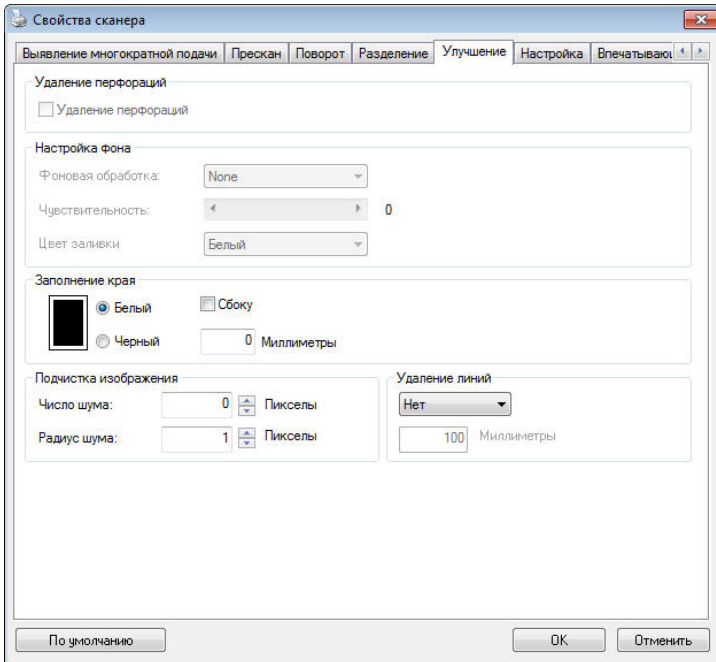 Свойства сканера
Выявление многократной подачи Прескан Поворот Разделение Улучшение Настройка
Удаление перфораций
Удаление перфораций
Настройка фона
Фоновая обработка: None
Чувствительность: 0
Цвет заливки Белый
Заполнение края
Белый Сбоку
Черный 0 Миллиметры
Подчистка изображения Удаление линий
Число шума: 0 Пикселы Нет
Радиус шума: 1 Пикселы 100 Миллиметры
По умолчанию OK Отменить